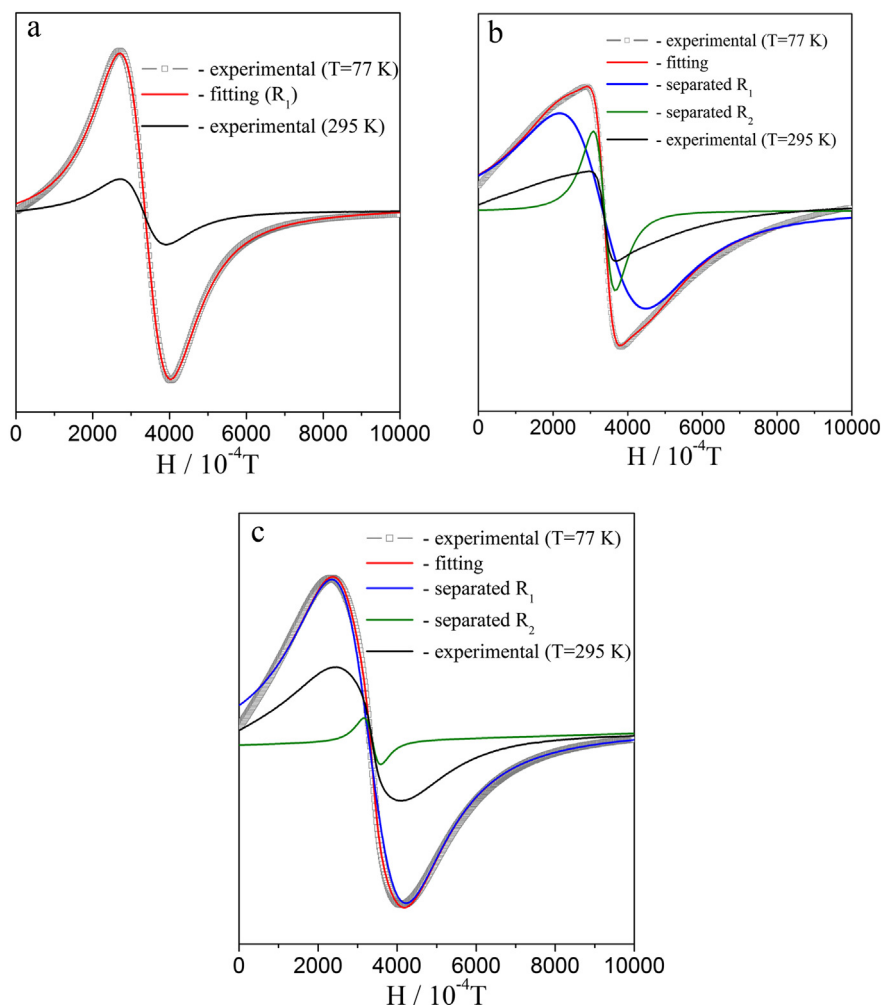 a
- experimental (T=77 K)
- fitting (R1)
- experimental (295 K)
0 2000 4000 6000 8000 10000
H / 10-4T
b
- experimental (T=77 K)
- fitting
- separated R1
- separated R2
- experimental (T=295 K)
0 2000 4000 6000 8000 10000
H / 10-4T
c
- experimental (T=77 K)
- fitting
- separated R1
- separated R2
- experimental (T=295 K)
0 2000 4000 6000 8000 10000
H / 10-4T